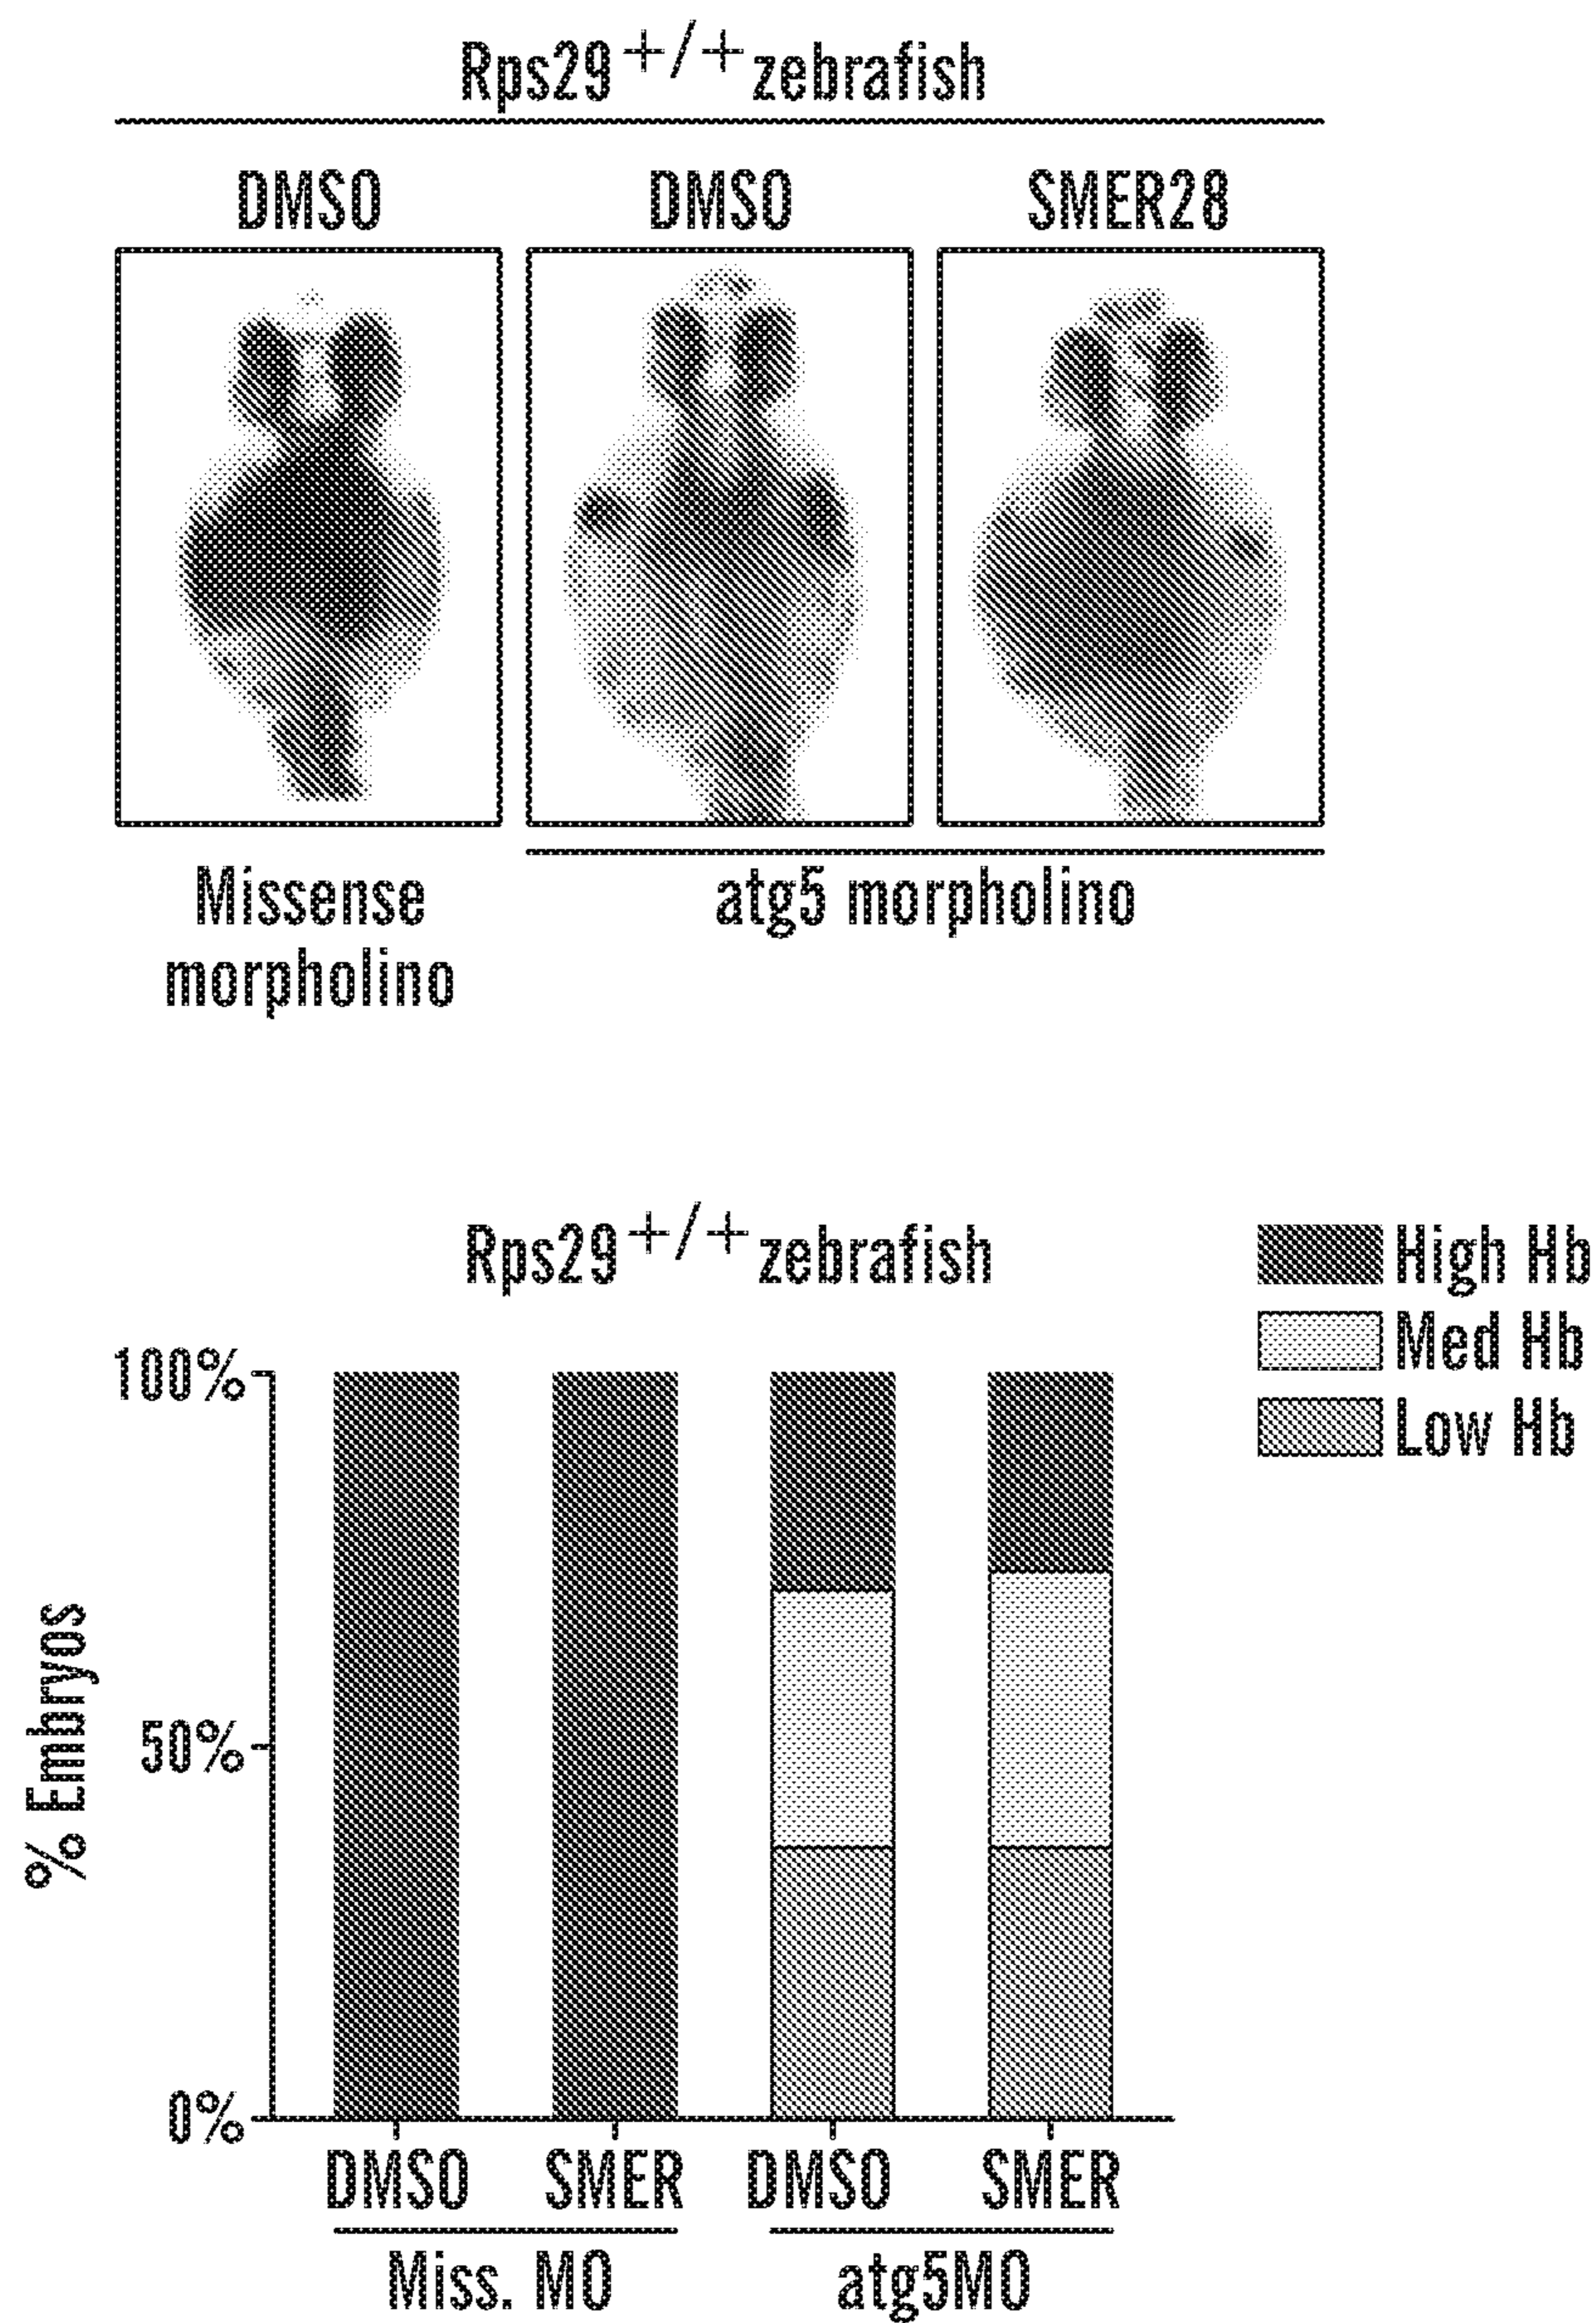 Rps29+/+zebrafish
DMSO DMSO SMER28
Missense
morpholino
atg5 morpholino
Rps29+/+zebrafish
High Hb
Med Hb
Low Hb
100%
50%
0%
% Embryos
DMSO SMER DMSO SMER
Miss. MO atg5MO